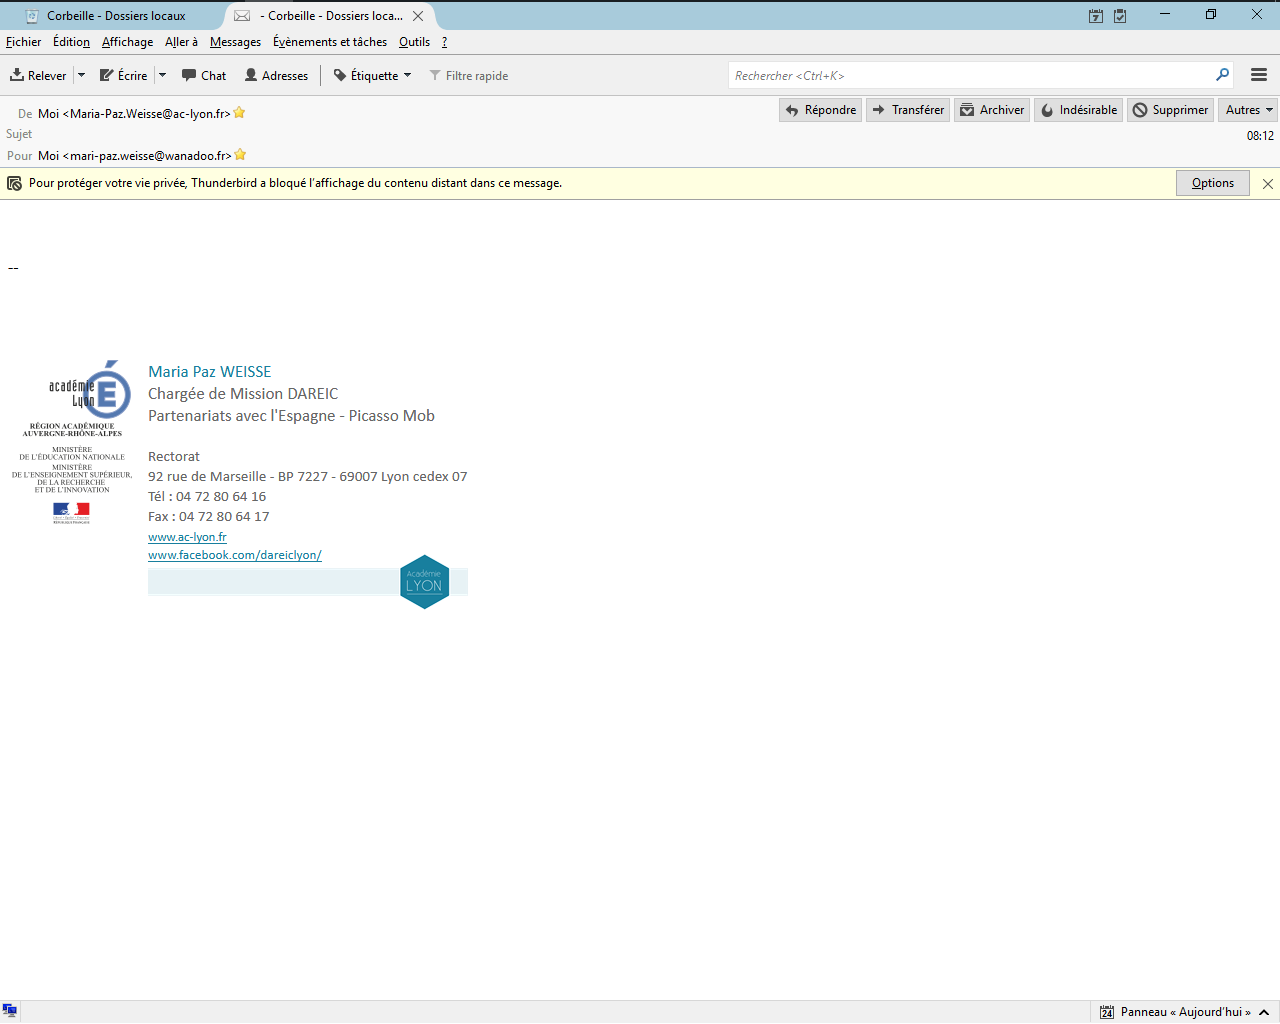 Corbeille - Dossiers locaux
- Corbeille - Dossiers loca...
Fichier Édition Affichage Aller à Messages Évènements et tâches Outils ?
Relever Écrire Chat Adresses Étiquette Filtre rapide Rechercher <Ctrl+K>
De Moi <Maria-Paz.Weisse@ac-lyon.fr>
Répondre Transférer Archiver Indésirable Supprimer Autres
Sujet
08:12
Pour Moi <mari-paz.weisse@wanadoo.fr>
Pour protéger votre vie privée, Thunderbird a bloqué l’affichage du contenu distant dans ce message.
Options
--
académie
Lyon
É
RÉGION ACADÉMIQUE
AUVERGNE-RHÔNE-ALPES
MINISTÈRE
DE L'ÉDUCATION NATIONALE
MINISTÈRE
DE L'ENSEIGNEMENT SUPÉRIEUR,
DE LA RECHERCHE
ET DE L'INNOVATION
RÉPUBLIQUE FRANÇAISE
Maria Paz WEISSE
Chargée de Mission DAREIC
Partenariats avec l'Espagne - Picasso Mob
Rectorat
92 rue de Marseille - BP 7227 - 69007 Lyon cedex 07
Tél : 04 72 80 64 16
Fax : 04 72 80 64 17
www.ac-lyon.fr
www.facebook.com/dareiclyon/
Académie
LYON
24 Panneau « Aujourd’hui »